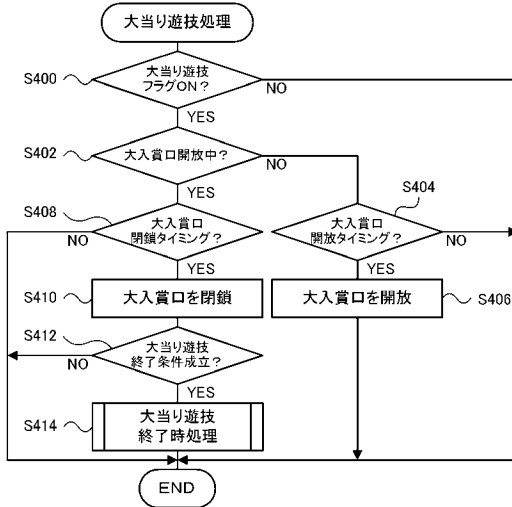 大当り遊技処理
S400
大当り遊技
フラグON?
NO
YES
S402
大入賞口開放中?
NO
YES
S404
S408
大入賞口
閉鎖タイミング?
NO
YES
大入賞口
開放タイミング?
NO
YES
S410
大入賞口を閉鎖
大入賞口を開放
S406
S412
大当り遊技
終了条件成立?
NO
YES
S414
大当り遊技
終了時処理
END